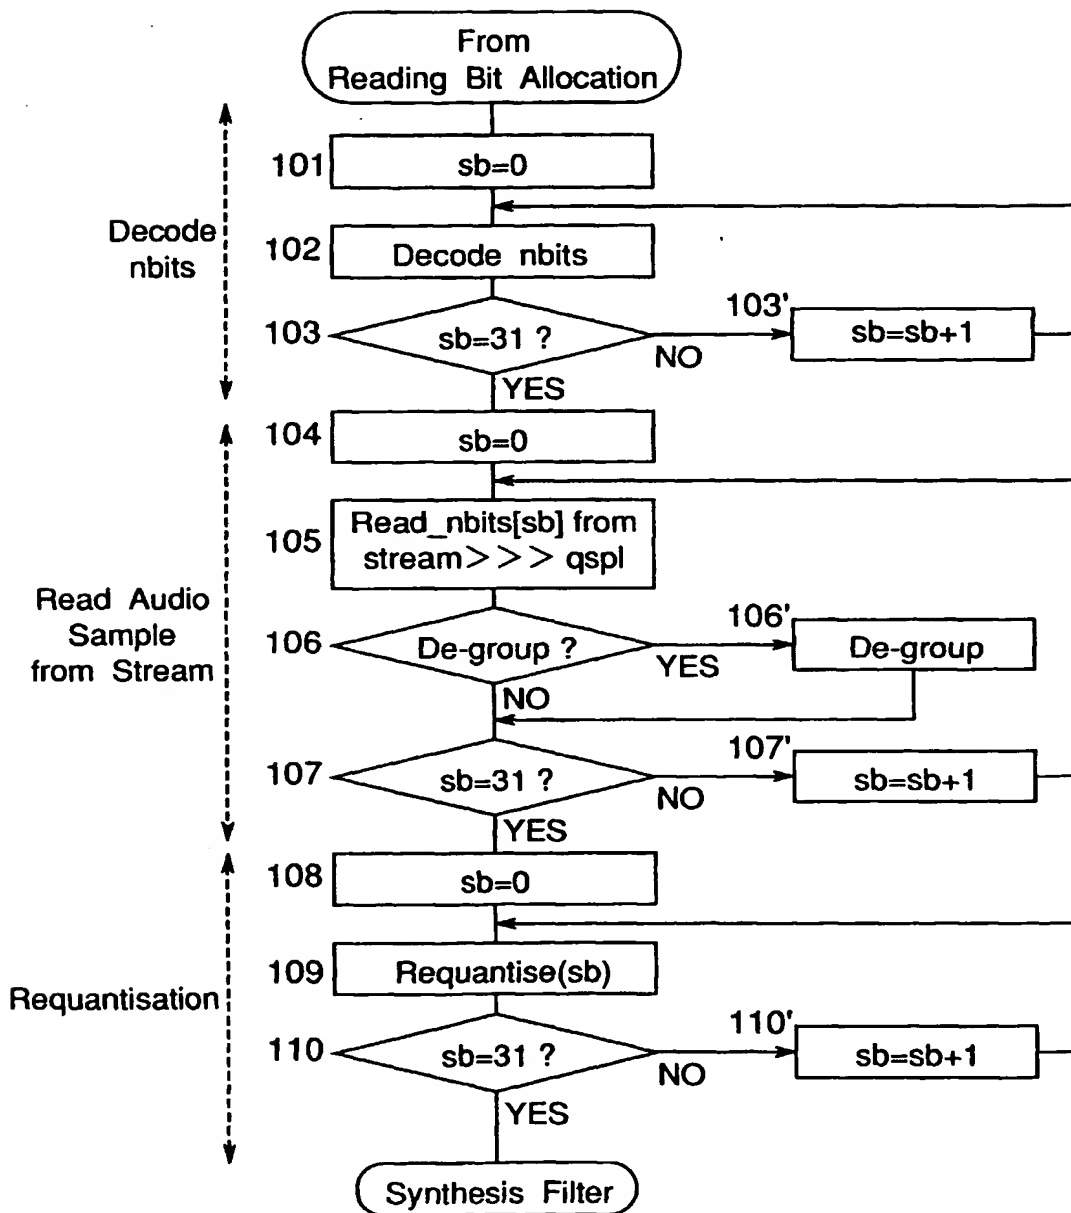 From
Reading Bit Allocation
101
sb=0
Decode
nbits
102
Decode nbits
103
sb=31 ?
NO
103'
sb=sb+1
YES
104
sb=0
105
Read_nbits[sb] from
stream>>> qspl
Read Audio
Sample
from Stream
106
De-group ?
YES
106'
De-group
NO
107
sb=31 ?
NO
107'
sb=sb+1
YES
108
sb=0
Requantisation
109
Requantise(sb)
110
sb=31 ?
NO
110'
sb=sb+1
YES
Synthesis Filter